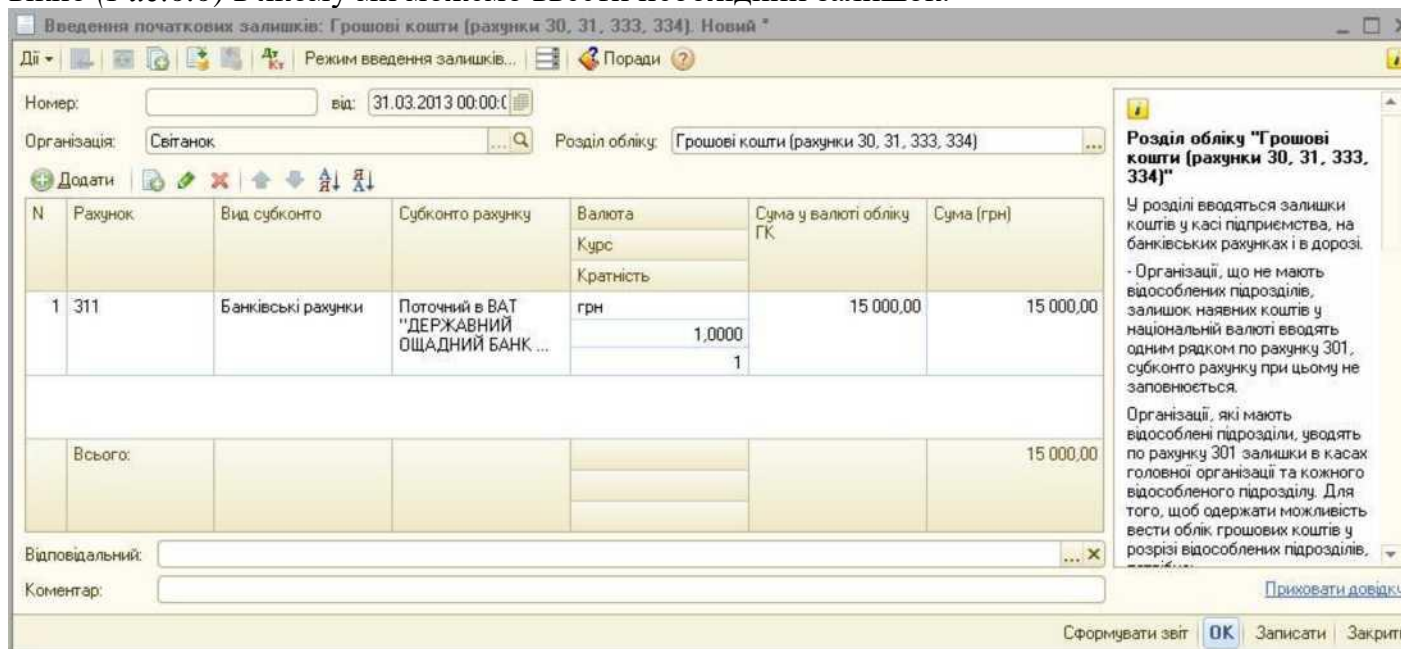 Введення початкових залишків: Грошові кошти (рахунки 30, 31, 333, 334). Новий *
Дії
Дт Кт
Режим введення залишків...
Поради
Номер:
від: 31.03.2013 00:00:(
Організація: Світанок
...
Розділ обліку: Грошові кошти (рахунки 30, 31, 333, 334)
...
Додати
N Рахунок Вид субконто Субконто рахунку Валюта Сума у валюті обліку ГК Сума (грн)
Курс
Кратність
1 311 Банківські рахунки Поточний в ВАТ "ДЕРЖАВНИЙ ОЩАДНИЙ БАНК ... грн 15 000,00 15 000,00
1,0000
1
Всього: 15 000,00
Відповідальний:
... ×
Коментар:
Розділ обліку "Грошові
кошти (рахунки 30, 31, 333,
334)"
У розділі вводяться залишки
коштів у касі підприємства, на
банківських рахунках і в дорозі.
- Організації, що не мають
відособлених підрозділів,
залишок наявних коштів у
національній валюті вводять
одним рядком по рахунку 301,
субконто рахунку при цьому не
заповнюється.
Організації, які мають
відособлені підрозділи, уводять
по рахунку 301 залишки в касах
головної організації та кожного
відособленого підрозділу. Для
того, щоб одержати можливість
вести облік грошових коштів у
розрізі відособлених підрозділів,
Приховати довідку
Сформувати звіт OK Записати Закрити